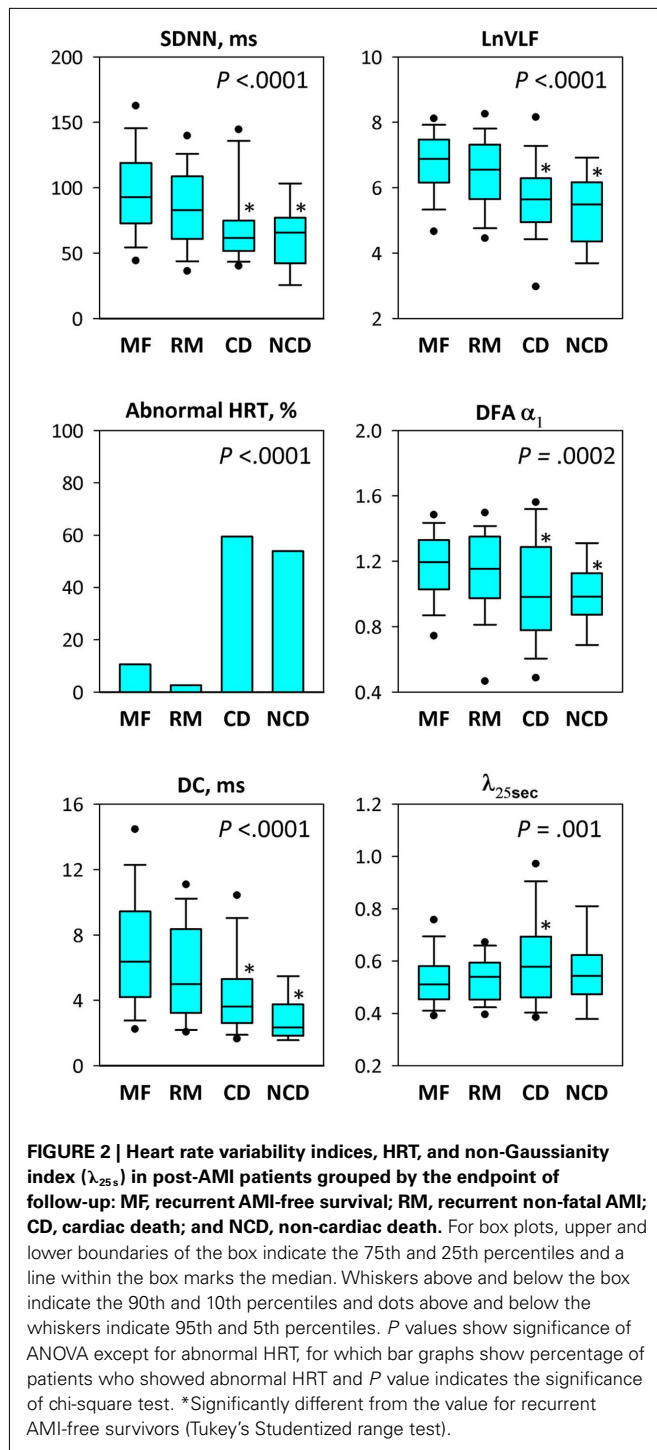 SDNN, ms
P <.0001
200
150
100
50
0
MF RM CD NCD
* *
LnVLF
P <.0001
10
8
6
4
2
MF RM CD NCD
* *
Abnormal HRT, %
P <.0001
100
80
60
40
20
0
MF RM CD NCD
DFA α₁
P = .0002
2.0
1.6
1.2
0.8
0.4
MF RM CD NCD
* *
DC, ms
P <.0001
16
12
8
4
0
MF RM CD NCD
* *
λ25sec
P = .001
1.2
1.0
0.8
0.6
0.4
0.2
MF RM CD NCD
*
FIGURE 2 | Heart rate variability indices, HRT, and non-Gaussianity
index (λ25 s) in post-AMI patients grouped by the endpoint of
follow-up: MF, recurrent AMI-free survival; RM, recurrent non-fatal AMI;
CD, cardiac death; and NCD, non-cardiac death. For box plots, upper and
lower boundaries of the box indicate the 75th and 25th percentiles and a
line within the box marks the median. Whiskers above and below the box
indicate the 90th and 10th percentiles and dots above and below the
whiskers indicate 95th and 5th percentiles. P values show significance of
ANOVA except for abnormal HRT, for which bar graphs show percentage of
patients who showed abnormal HRT and P value indicates the significance
of chi-square test. *Significantly different from the value for recurrent
AMI-free survivors (Tukey's Studentized range test).